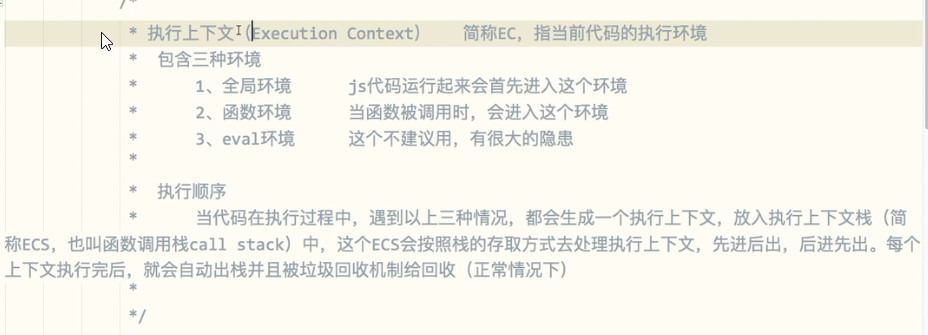 /*
* 执行上下文（Execution Context） 简称EC，指当前代码的执行环境
* 包含三种环境
* 1、全局环境 js代码运行起来会首先进入这个环境
* 2、函数环境 当函数被调用时，会进入这个环境
* 3、eval环境 这个不建议用，有很大的隐患
*
* 执行顺序
* 当代码在执行过程中，遇到以上三种情况，都会生成一个执行上下文，放入执行上下文栈（简
称ECS，也叫函数调用栈call stack）中，这个ECS会按照栈的存取方式去处理执行上下文，先进后出，后进先出。每个
上下文执行完后，就会自动出栈并且被垃圾回收机制给回收（正常情况下）
*
*/